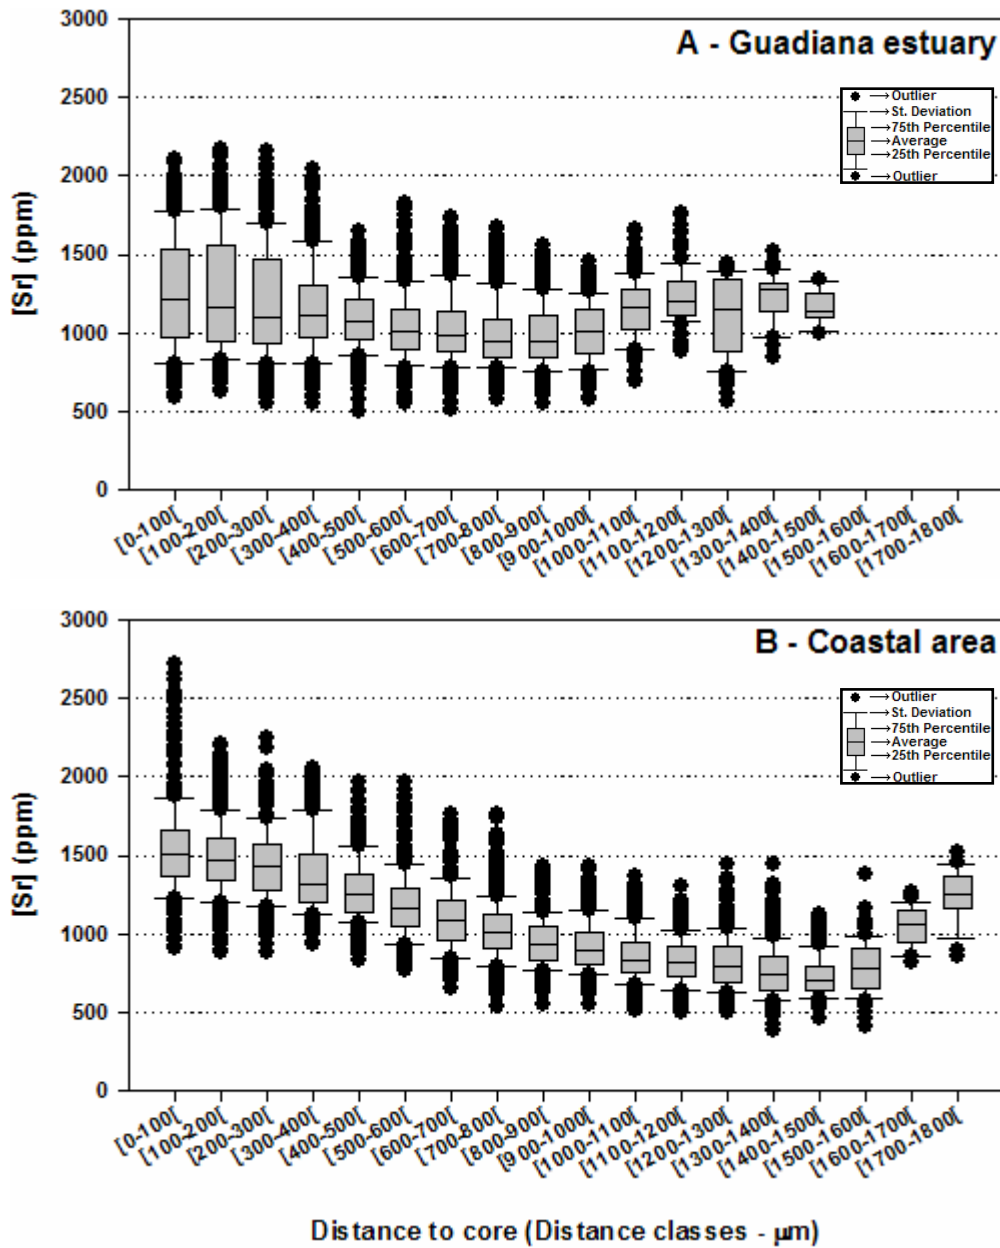 A - Guadiana estuary
3000
2500
2000
1500
1000
500
0
[Sr] (ppm)
Outlier
St. Deviation
75th Percentile
Average
25th Percentile
Outlier
[0-100[
[100-200[
[200-300[
[300-400[
[400-500[
[500-600[
[600-700[
[700-800[
[800-900[
[900-1000[
[1000-1100[
[1100-1200[
[1200-1300[
[1300-1400[
[1400-1500[
[1500-1600[
[1600-1700[
[1700-1800[
B - Coastal area
3000
2500
2000
1500
1000
500
0
[Sr] (ppm)
Outlier
St. Deviation
75th Percentile
Average
25th Percentile
Outlier
[0-100[
[100-200[
[200-300[
[300-400[
[400-500[
[500-600[
[600-700[
[700-800[
[800-900[
[900-1000[
[1000-1100[
[1100-1200[
[1200-1300[
[1300-1400[
[1400-1500[
[1500-1600[
[1600-1700[
[1700-1800[
Distance to core (Distance classes - µm)